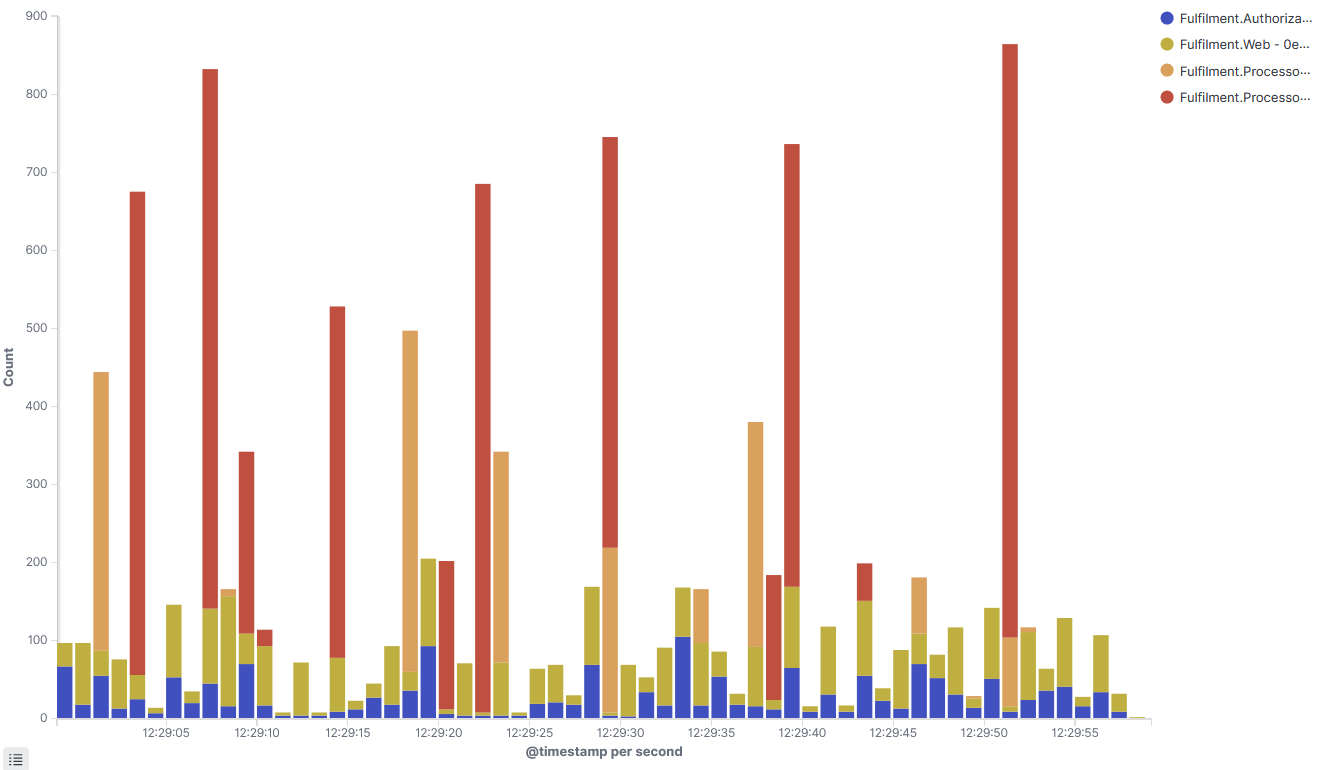 900
800
700
600
500
400
300
200
100
0
Count
12:29:05 12:29:10 12:29:15 12:29:20 12:29:25 12:29:30 12:29:35 12:29:40 12:29:45 12:29:50 12:29:55
@timestamp per second
Fulfilment.Authoriza...
Fulfilment.Web - 0e...
Fulfilment.Processo...
Fulfilment.Processo...